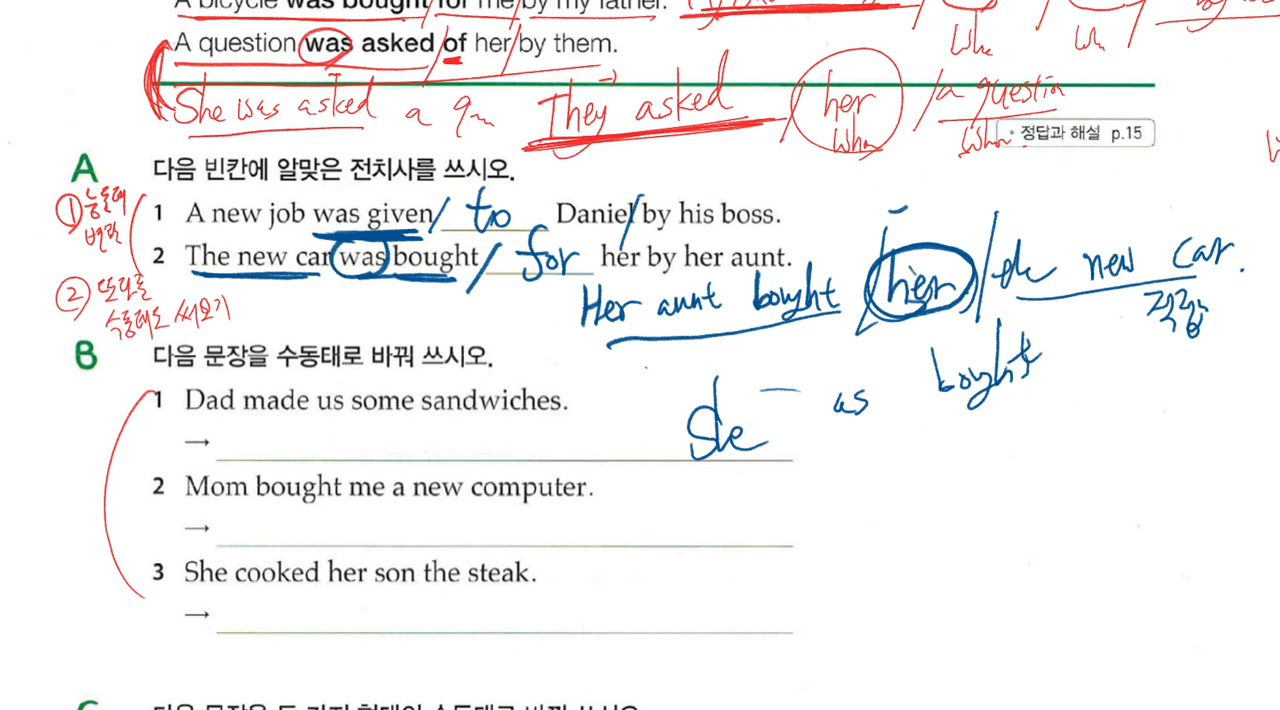 A bicycle was bought for me by my father.
A question was asked of her by them.
She was asked a qu They asked her a question
whom
• 정답과 해설 p.15
A 다음 빈칸에 알맞은 전치사를 쓰시오.
① 능동태
변환
1 A new job was given to Daniel by his boss.
2 The new car was bought for her by her aunt.
② 또다른
수동태도 써보기
Her aunt bought her the new car.
직목
B 다음 문장을 수동태로 바꿔 쓰시오.
She as bought
1 Dad made us some sandwiches.
→
2 Mom bought me a new computer.
→
3 She cooked her son the steak.
→